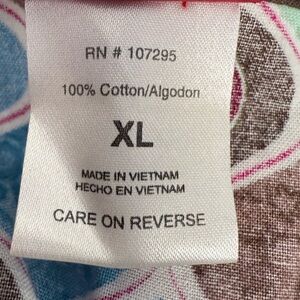 RN # 107295
100% Cotton/Algodon
XL
MADE IN VIETNAM
HECHO EN VIETNAM
CARE ON REVERSE